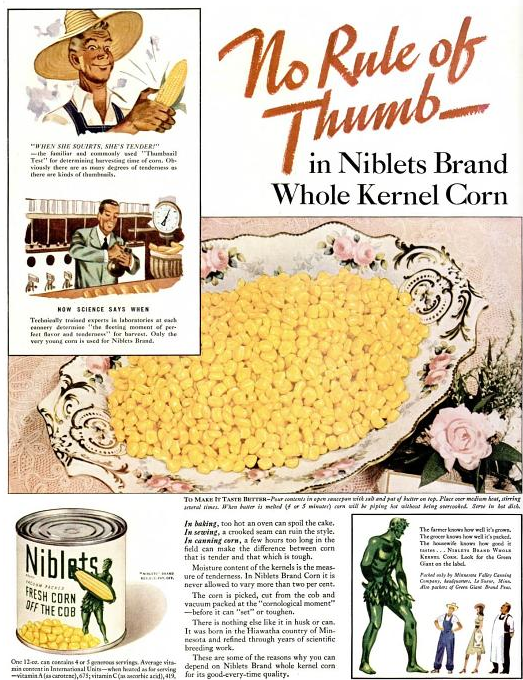 No Rule of
Thumb—
in Niblets Brand
Whole Kernel Corn
"WHEN SHE SQUIRTS, SHE'S TENDER!"
—the familiar and commonly used "Thumbnail
Test" for determining harvesting time of corn. Ob-
viously there are as many degrees of tenderness as
there are kinds of thumbnails.
NOW SCIENCE SAYS WHEN
Technically trained experts in laboratories at each
cannery determine "the fleeting moment of per-
fect flavor and tenderness" for harvest. Only the
very young corn is used for Niblets Brand.
TO MAKE IT TASTE BETTER—Pour contents in open saucepan with salt and pat of butter on top. Place over medium heat, stirring
several times. When butter is melted (4 or 5 minutes) corn will be piping hot without being overcooked. Serve in hot dish.
Niblets
VACUUM PACKED
FRESH CORN
OFF THE COB
"NIBLETS" BRAND
REG. U.S. PAT. OFF.
One 12-oz. can contains 4 or 5 generous servings. Average vita-
min content in International Units—when heated as for serving
—vitamin A (as carotene), 675; vitamin C (as ascorbic acid), 419.
In baking, too hot an oven can spoil the cake.
In sewing, a crooked seam can ruin the style.
In canning corn, a few hours too long in the
field can make the difference between corn
that is tender and that which is tough.
Moisture content of the kernels is the meas-
ure of tenderness. In Niblets Brand Corn it is
never allowed to vary more than two per cent.
The corn is picked, cut from the cob and
vacuum packed at the "cornological moment"
—before it can "set" or toughen.
There is nothing else like it in husk or can.
It was born in the Hiawatha country of Min-
nesota and refined through years of scientific
breeding work.
These are some of the reasons why you can
depend on Niblets Brand whole kernel corn
for its good-every-time quality.
The farmer knows how well it's grown.
The grocer knows how well it's packed.
The housewife knows how good it
tastes . . . NIBLETS BRAND WHOLE
KERNEL CORN. Look for the Green
Giant on the label.
Packed only by Minnesota Valley Canning
Company, headquarters, Le Sueur, Minn.
Also packers of Green Giant Brand Peas.